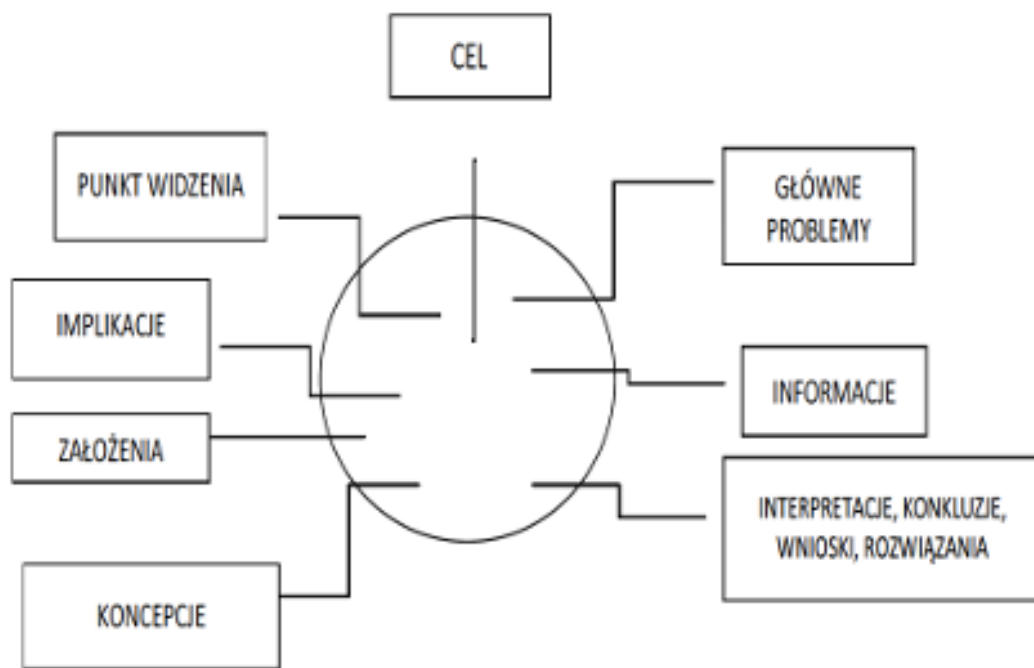 CEL
PUNKT WIDZENIA
GŁÓWNE
PROBLEMY
IMPLIKACJE
INFORMACJE
ZAŁOŻENIA
INTERPRETACJE, KONKLUZJE,
WNIOSKI, ROZWIĄZANIA
KONCEPCJE